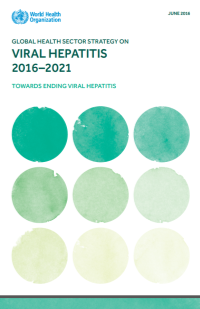 World Health
Organization
JUNE 2016
GLOBAL HEALTH SECTOR STRATEGY ON
VIRAL HEPATITIS
2016–2021
TOWARDS ENDING VIRAL HEPATITIS